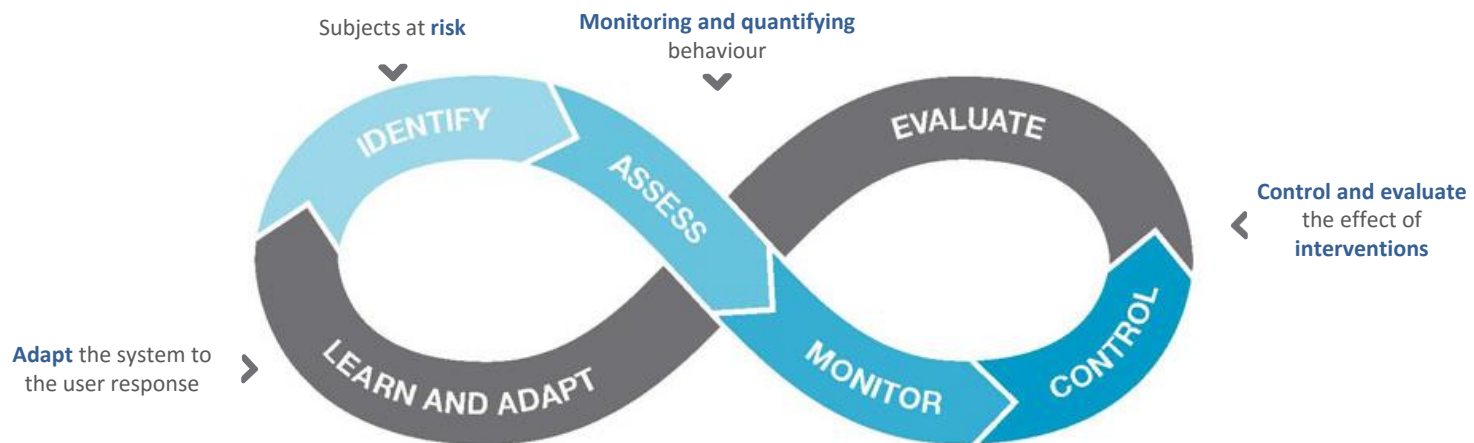 Subjects at risk
Monitoring and quantifying
behaviour
IDENTIFY
ASSESS
EVALUATE
Control and evaluate
the effect of
interventions
Adapt the system to
the user response
LEARN AND ADAPT
MONITOR
CONTROL